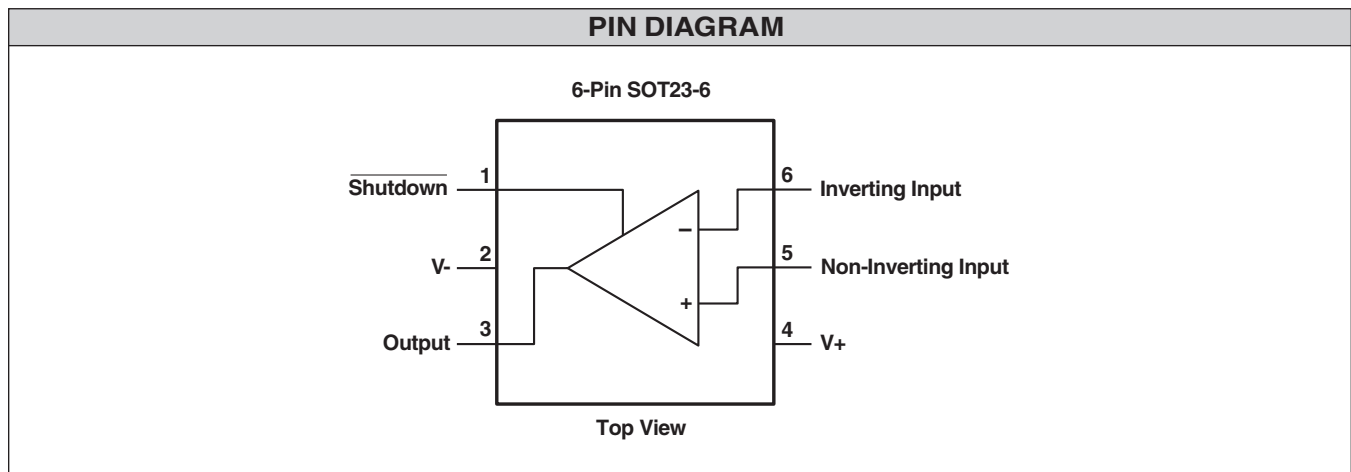 PIN DIAGRAM
6-Pin SOT23-6
Shutdown 1
V- 2
Output 3
6 Inverting Input
5 Non-Inverting Input
4 V+
−
+
Top View